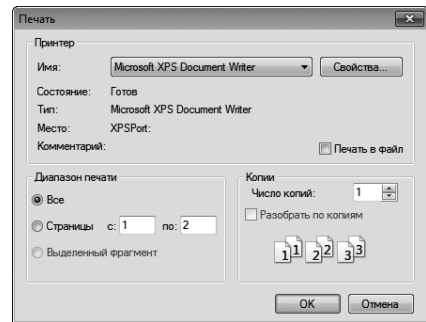 Печать
Принтер
Имя: Microsoft XPS Document Writer Свойства...
Состояние: Готов
Тип: Microsoft XPS Document Writer
Место: XPSPort:
Комментарий: Печать в файл
Диапазон печати
Все
Страницы с: 1 по: 2
Выделенный фрагмент
Копии
Число копий: 1
Разобрать по копиям
1 1 2 2 3 3
OK Отмена